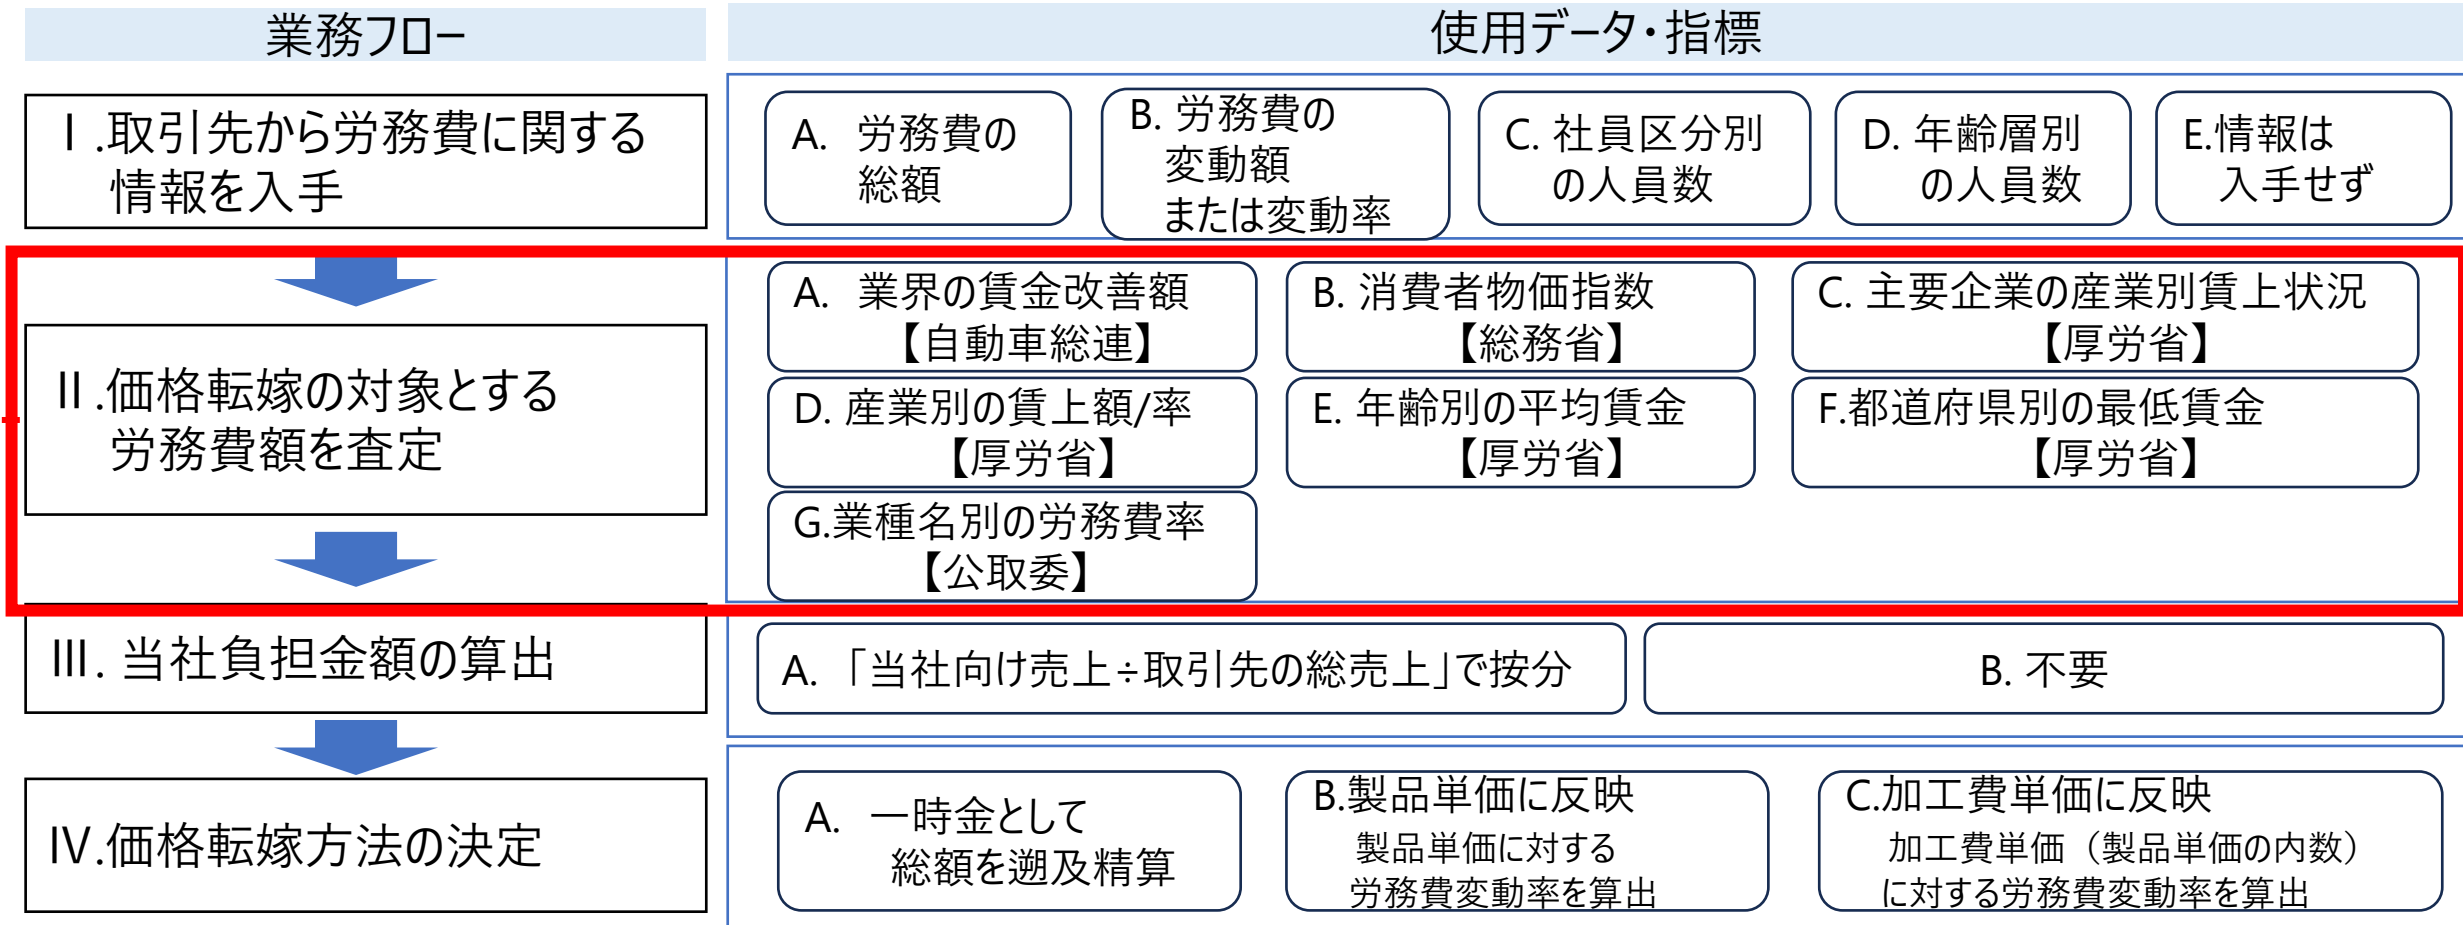 業務フロー
使用データ・指標
Ⅰ.取引先から労務費に関する
情報を入手
A. 労務費の
総額
B. 労務費の
変動額
または変動率
C. 社員区分別
の人員数
D. 年齢層別
の人員数
E.情報は
入手せず
Ⅱ.価格転嫁の対象とする
労務費額を査定
A. 業界の賃金改善額
【自動車総連】
B. 消費者物価指数
【総務省】
C. 主要企業の産業別賃上状況
【厚労省】
D. 産業別の賃上額/率
【厚労省】
E. 年齢別の平均賃金
【厚労省】
F.都道府県別の最低賃金
【厚労省】
G.業種名別の労務費率
【公取委】
Ⅲ. 当社負担金額の算出
A. 「当社向け売上÷取引先の総売上」で按分
B. 不要
Ⅳ.価格転嫁方法の決定
A. 一時金として
総額を遡及精算
B.製品単価に反映
製品単価に対する
労務費変動率を算出
C.加工費単価に反映
加工費単価（製品単価の内数）
に対する労務費変動率を算出